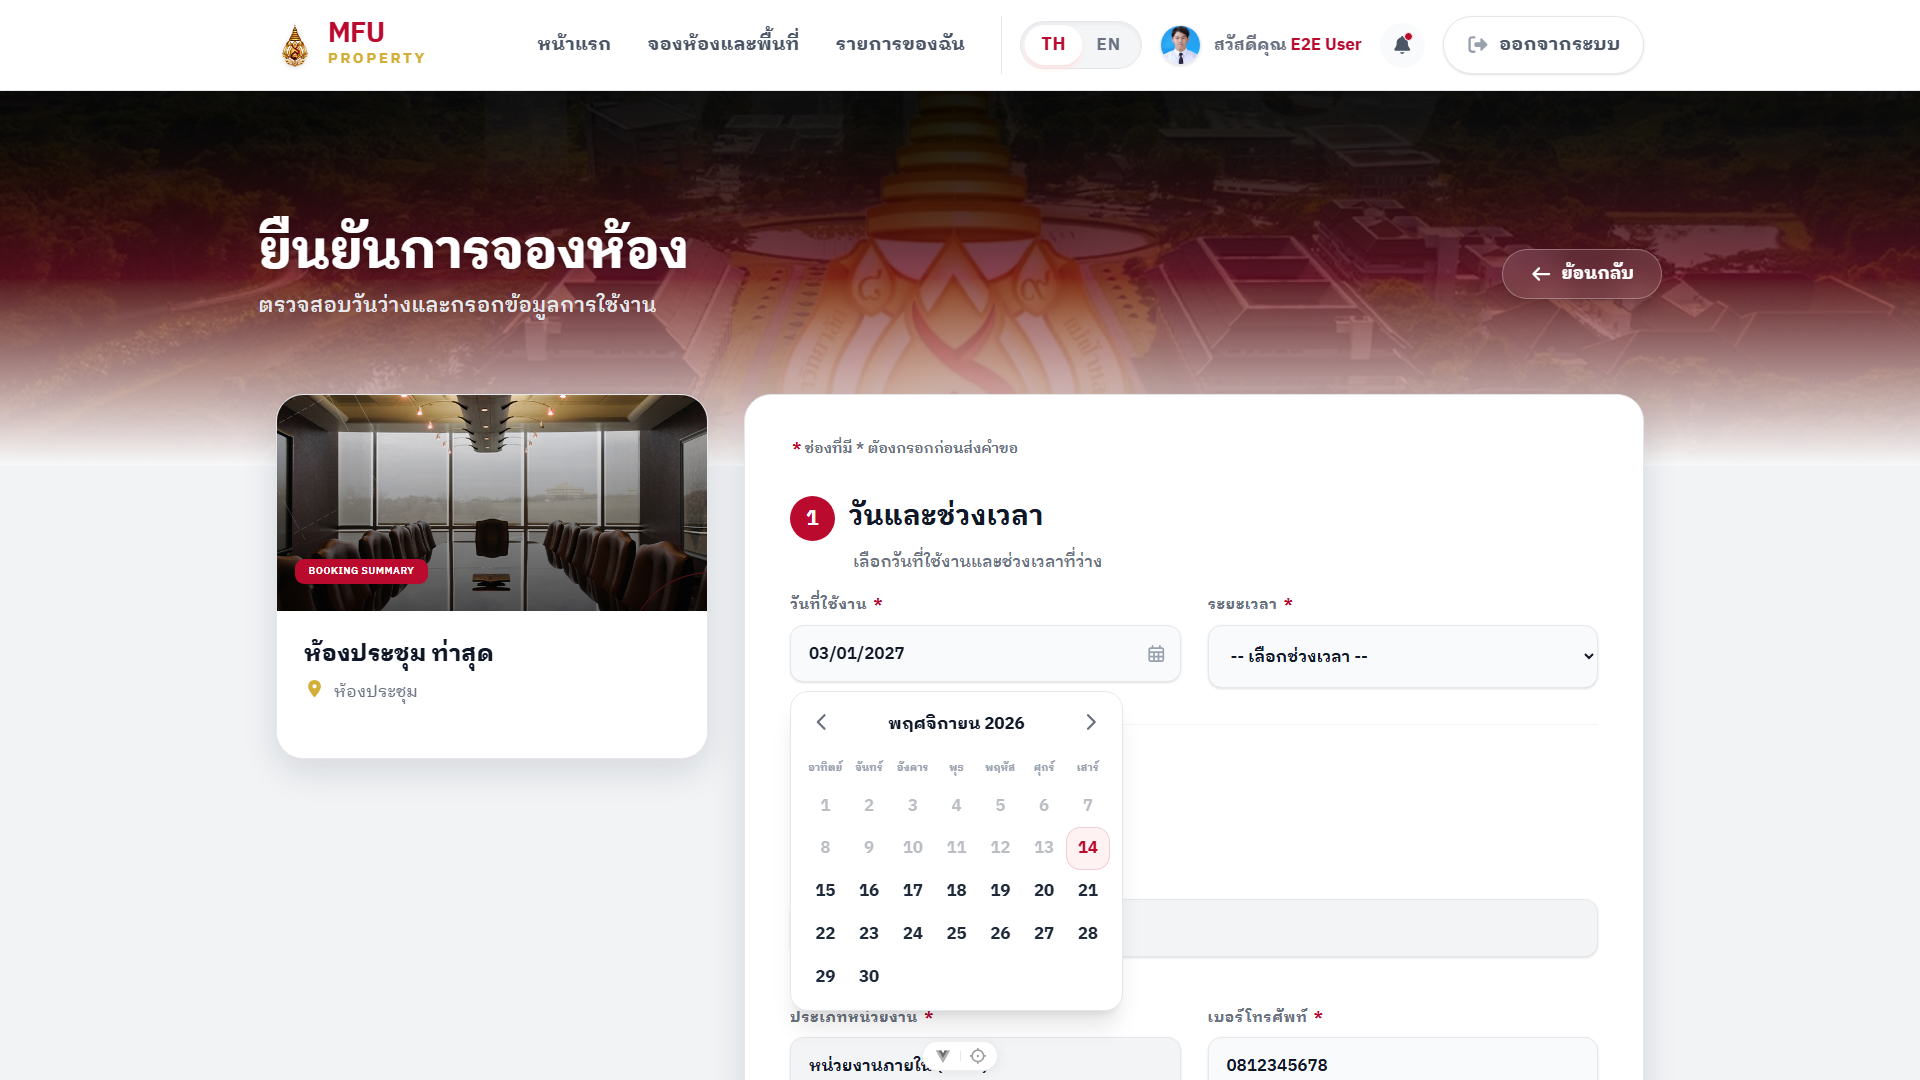 MFU
PROPERTY
หน้าแรก
จองห้องและพื้นที่
รายการของฉัน
TH
EN
สวัสดีคุณ E2E User
ออกจากระบบ
ยืนยันการจองห้อง
ตรวจสอบวันว่างและกรอกข้อมูลการใช้งาน
ย้อนกลับ
BOOKING SUMMARY
ห้องประชุม ท่าสุด
ห้องประชุม
* ช่องที่มี * ต้องกรอกก่อนส่งคำขอ
1 วันและช่วงเวลา
เลือกวันที่ใช้งานและช่วงเวลาที่ว่าง
วันที่ใช้งาน *
ระยะเวลา *
03/01/2027
-- เลือกช่วงเวลา --
พฤศจิกายน 2026
อาทิตย์ จันทร์ อังคาร พุธ พฤหัส ศุกร์ เสาร์
1 2 3 4 5 6 7
8 9 10 11 12 13 14
15 16 17 18 19 20 21
22 23 24 25 26 27 28
29 30
ประเภทหน่วยงาน *
เบอร์โทรศัพท์ *
หน่วยงานภายใน
0812345678